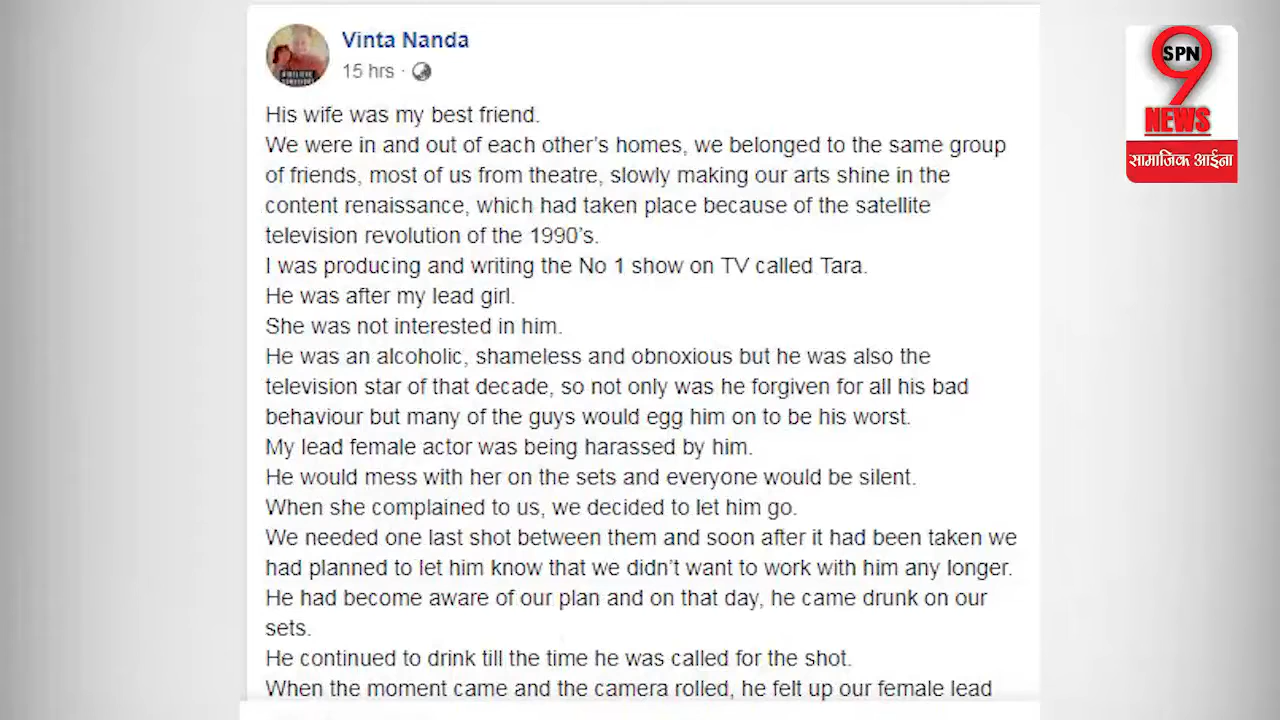 Vinta Nanda
15 hrs ·
His wife was my best friend.
We were in and out of each other's homes, we belonged to the same group
of friends, most of us from theatre, slowly making our arts shine in the
content renaissance, which had taken place because of the satellite
television revolution of the 1990's.
I was producing and writing the No 1 show on TV called Tara.
He was after my lead girl.
She was not interested in him.
He was an alcoholic, shameless and obnoxious but he was also the
television star of that decade, so not only was he forgiven for all his bad
behaviour but many of the guys would egg him on to be his worst.
My lead female actor was being harassed by him.
He would mess with her on the sets and everyone would be silent.
When she complained to us, we decided to let him go.
We needed one last shot between them and soon after it had been taken we
had planned to let him know that we didn't want to work with him any longer.
He had become aware of our plan and on that day, he came drunk on our
sets.
He continued to drink till the time he was called for the shot.
When the moment came and the camera rolled, he felt up our female lead
SPN
9
NEWS
सामाजिक आईना